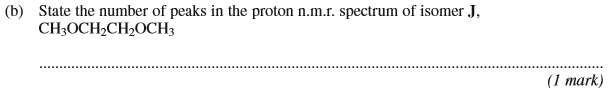 (b) State the number of peaks in the proton n.m.r. spectrum of isomer J,
CH₃OCH₂CH₂OCH₃
....................................................................................................................................................
(1 mark)